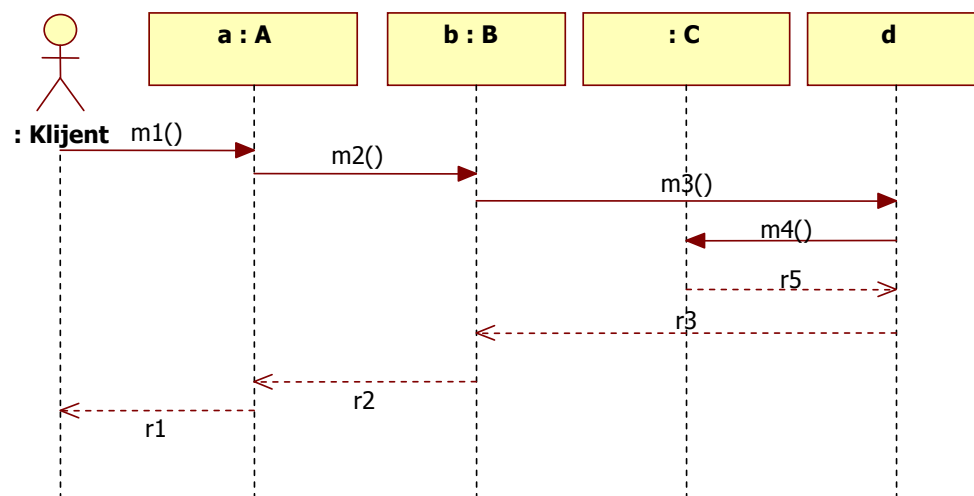 a : A
b : B
: C
d
: Klijent
m1()
m2()
m3()
m4()
r5
r3
r2
r1